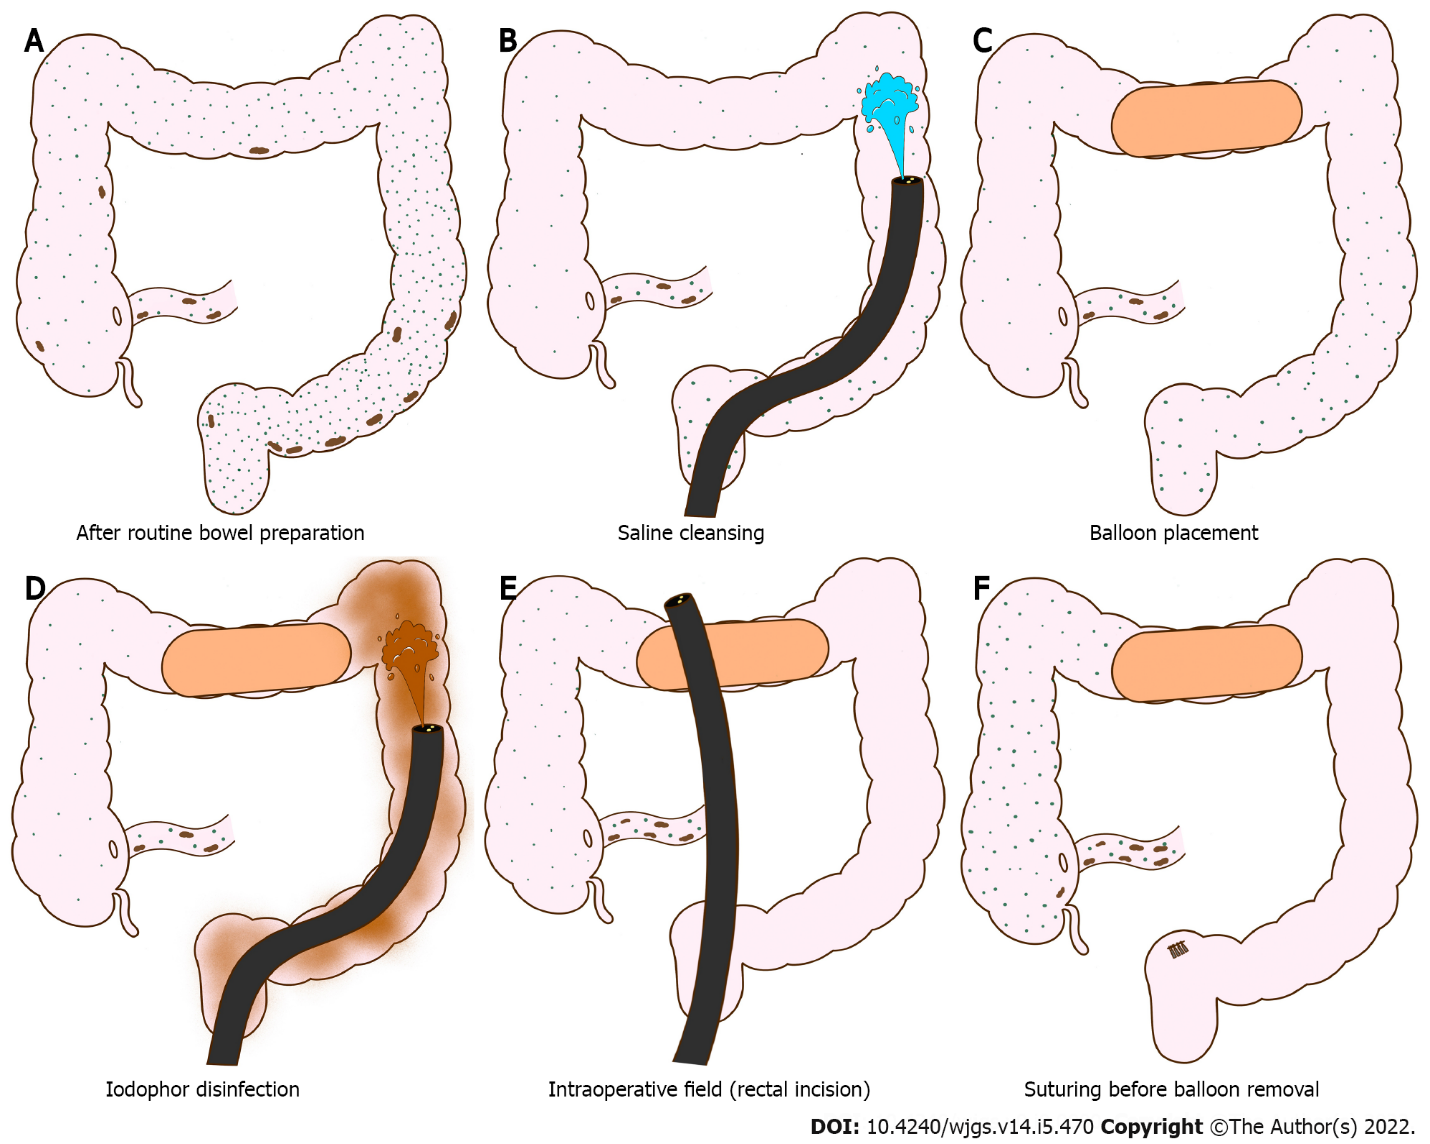 A
B
C
After routine bowel preparation
Saline cleansing
Balloon placement
D
E
F
Iodophor disinfection
Intraoperative field (rectal incision)
Suturing before balloon removal
DOI: 10.4240/wjgs.v14.i5.470 Copyright ©The Author(s) 2022.